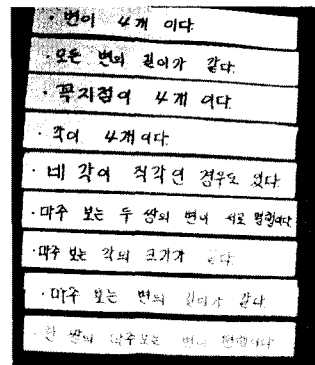 · 변이 4개 이다
· 모든 변의 길이가 같다
· 꼭지점이 4개 이다
· 각이 4개이다
· 네 각이 직각인 경우도 있다
· 마주 보는 두 쌍의 변이 서로 평행이다
· 마주 보는 각의 크기가 같다
· 마주 보는 변의 길이가 같다
· 한 쌍의 마주보는 변이 평행이다